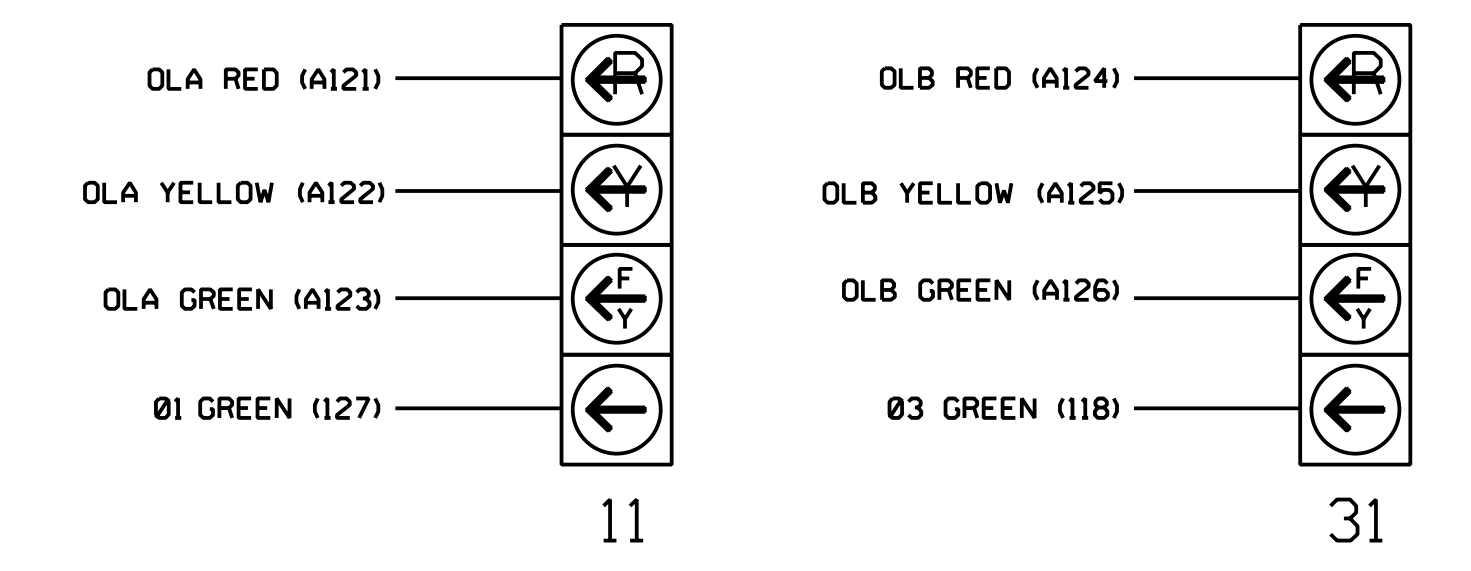 OLA RED (A121)
R
OLA YELLOW (A122)
Y
OLA GREEN (A123)
F
Y
Ø1 GREEN (127)
11
OLB RED (A124)
R
OLB YELLOW (A125)
Y
OLB GREEN (A126)
F
Y
Ø3 GREEN (118)
31